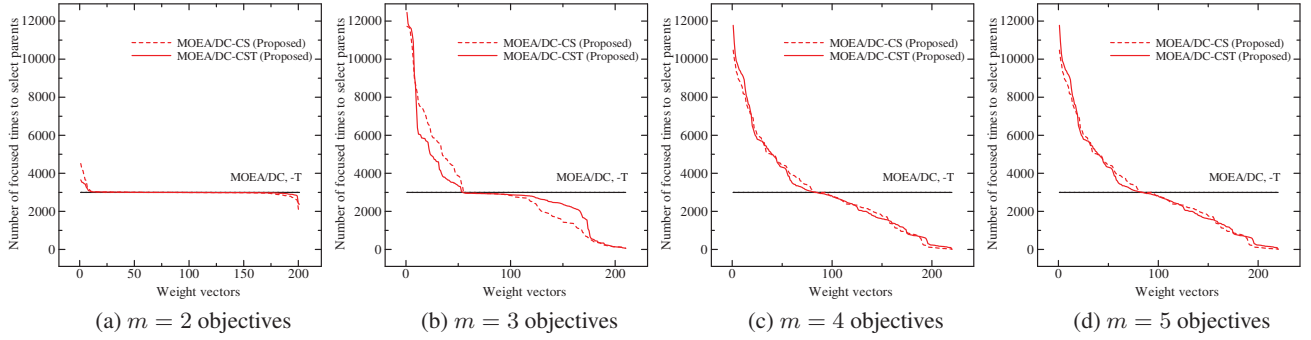 12000
10000
8000
6000
4000
2000
0
Number of focused times to select parents
MOEA/DC-CS (Proposed)
MOEA/DC-CST (Proposed)
MOEA/DC, -T
0 50 100 150 200
Weight vectors
(a) m = 2 objectives
12000
10000
8000
6000
4000
2000
0
Number of focused times to select parents
MOEA/DC-CS (Proposed)
MOEA/DC-CST (Proposed)
MOEA/DC, -T
0 100 200
Weight vectors
(b) m = 3 objectives
12000
10000
8000
6000
4000
2000
0
Number of focused times to select parents
MOEA/DC-CS (Proposed)
MOEA/DC-CST (Proposed)
MOEA/DC, -T
0 100 200
Weight vectors
(c) m = 4 objectives
12000
10000
8000
6000
4000
2000
0
Number of focused times to select parents
MOEA/DC-CS (Proposed)
MOEA/DC-CST (Proposed)
MOEA/DC, -T
0 100 200
Weight vectors
(d) m = 5 objectives